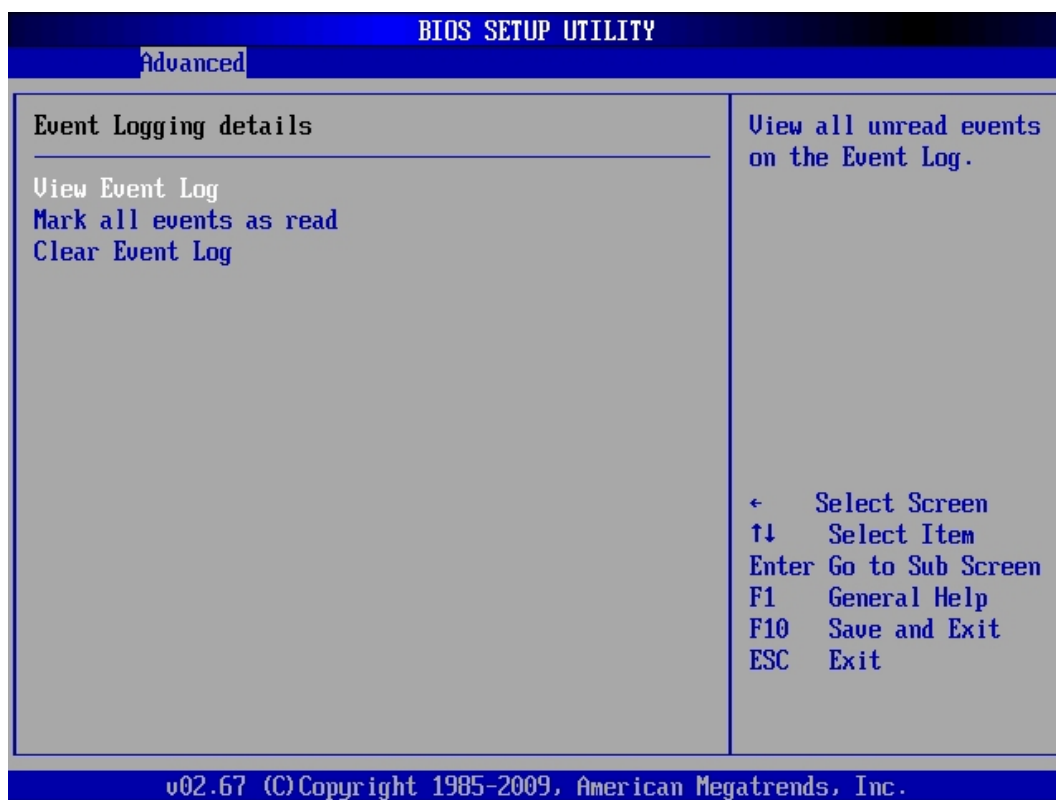 BIOS SETUP UTILITY
Advanced
Event Logging details
View Event Log
Mark all events as read
Clear Event Log
View all unread events
on the Event Log.
← Select Screen
↑↓ Select Item
Enter Go to Sub Screen
F1 General Help
F10 Save and Exit
ESC Exit
v02.67 (C)Copyright 1985-2009, American Megatrends, Inc.